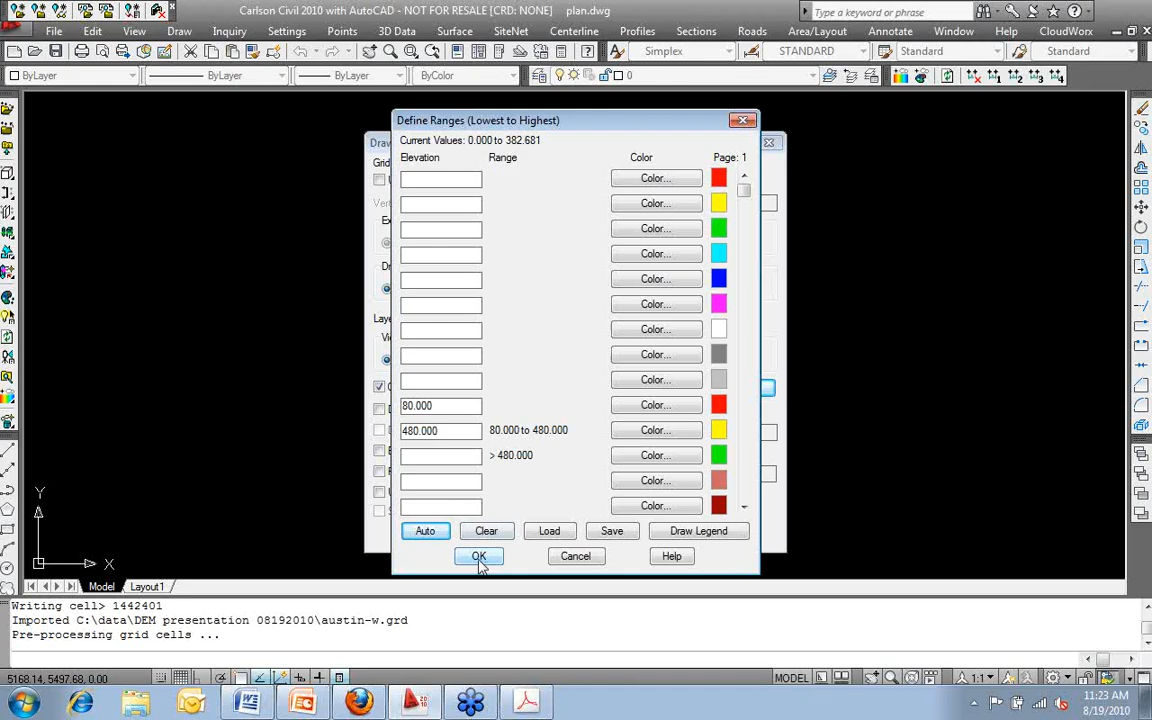 Carlson Civil 2010 with AutoCAD - NOT FOR RESALE [CRD: NONE] plan.dwg
Type a keyword or phrase
File Edit View Draw Inquiry Settings Points 3D Data Surface SiteNet Centerline Profiles Sections Roads Area/Layout Annotate Window Help CloudWorx
Simplex STANDARD Standard Standard
ByLayer ByLayer ByLayer ByColor 0
Define Ranges (Lowest to Highest)
Current Values: 0.000 to 382.681
Elevation Range Color Page: 1
Color...
Color...
Color...
Color...
Color...
Color...
Color...
Color...
Color...
80.000 Color...
480.000 80.000 to 480.000 Color...
> 480.000 Color...
Color...
Color...
Auto Clear Load Save Draw Legend
OK Cancel Help
Y
X
Model Layout1
Writing cell> 1442401
Imported C:\data\DEM presentation 08192010\austin-w.grd
Pre-processing grid cells ...
5168.14, 5497.68, 0.00 MODEL 1:1
11:23 AM
8/19/2010